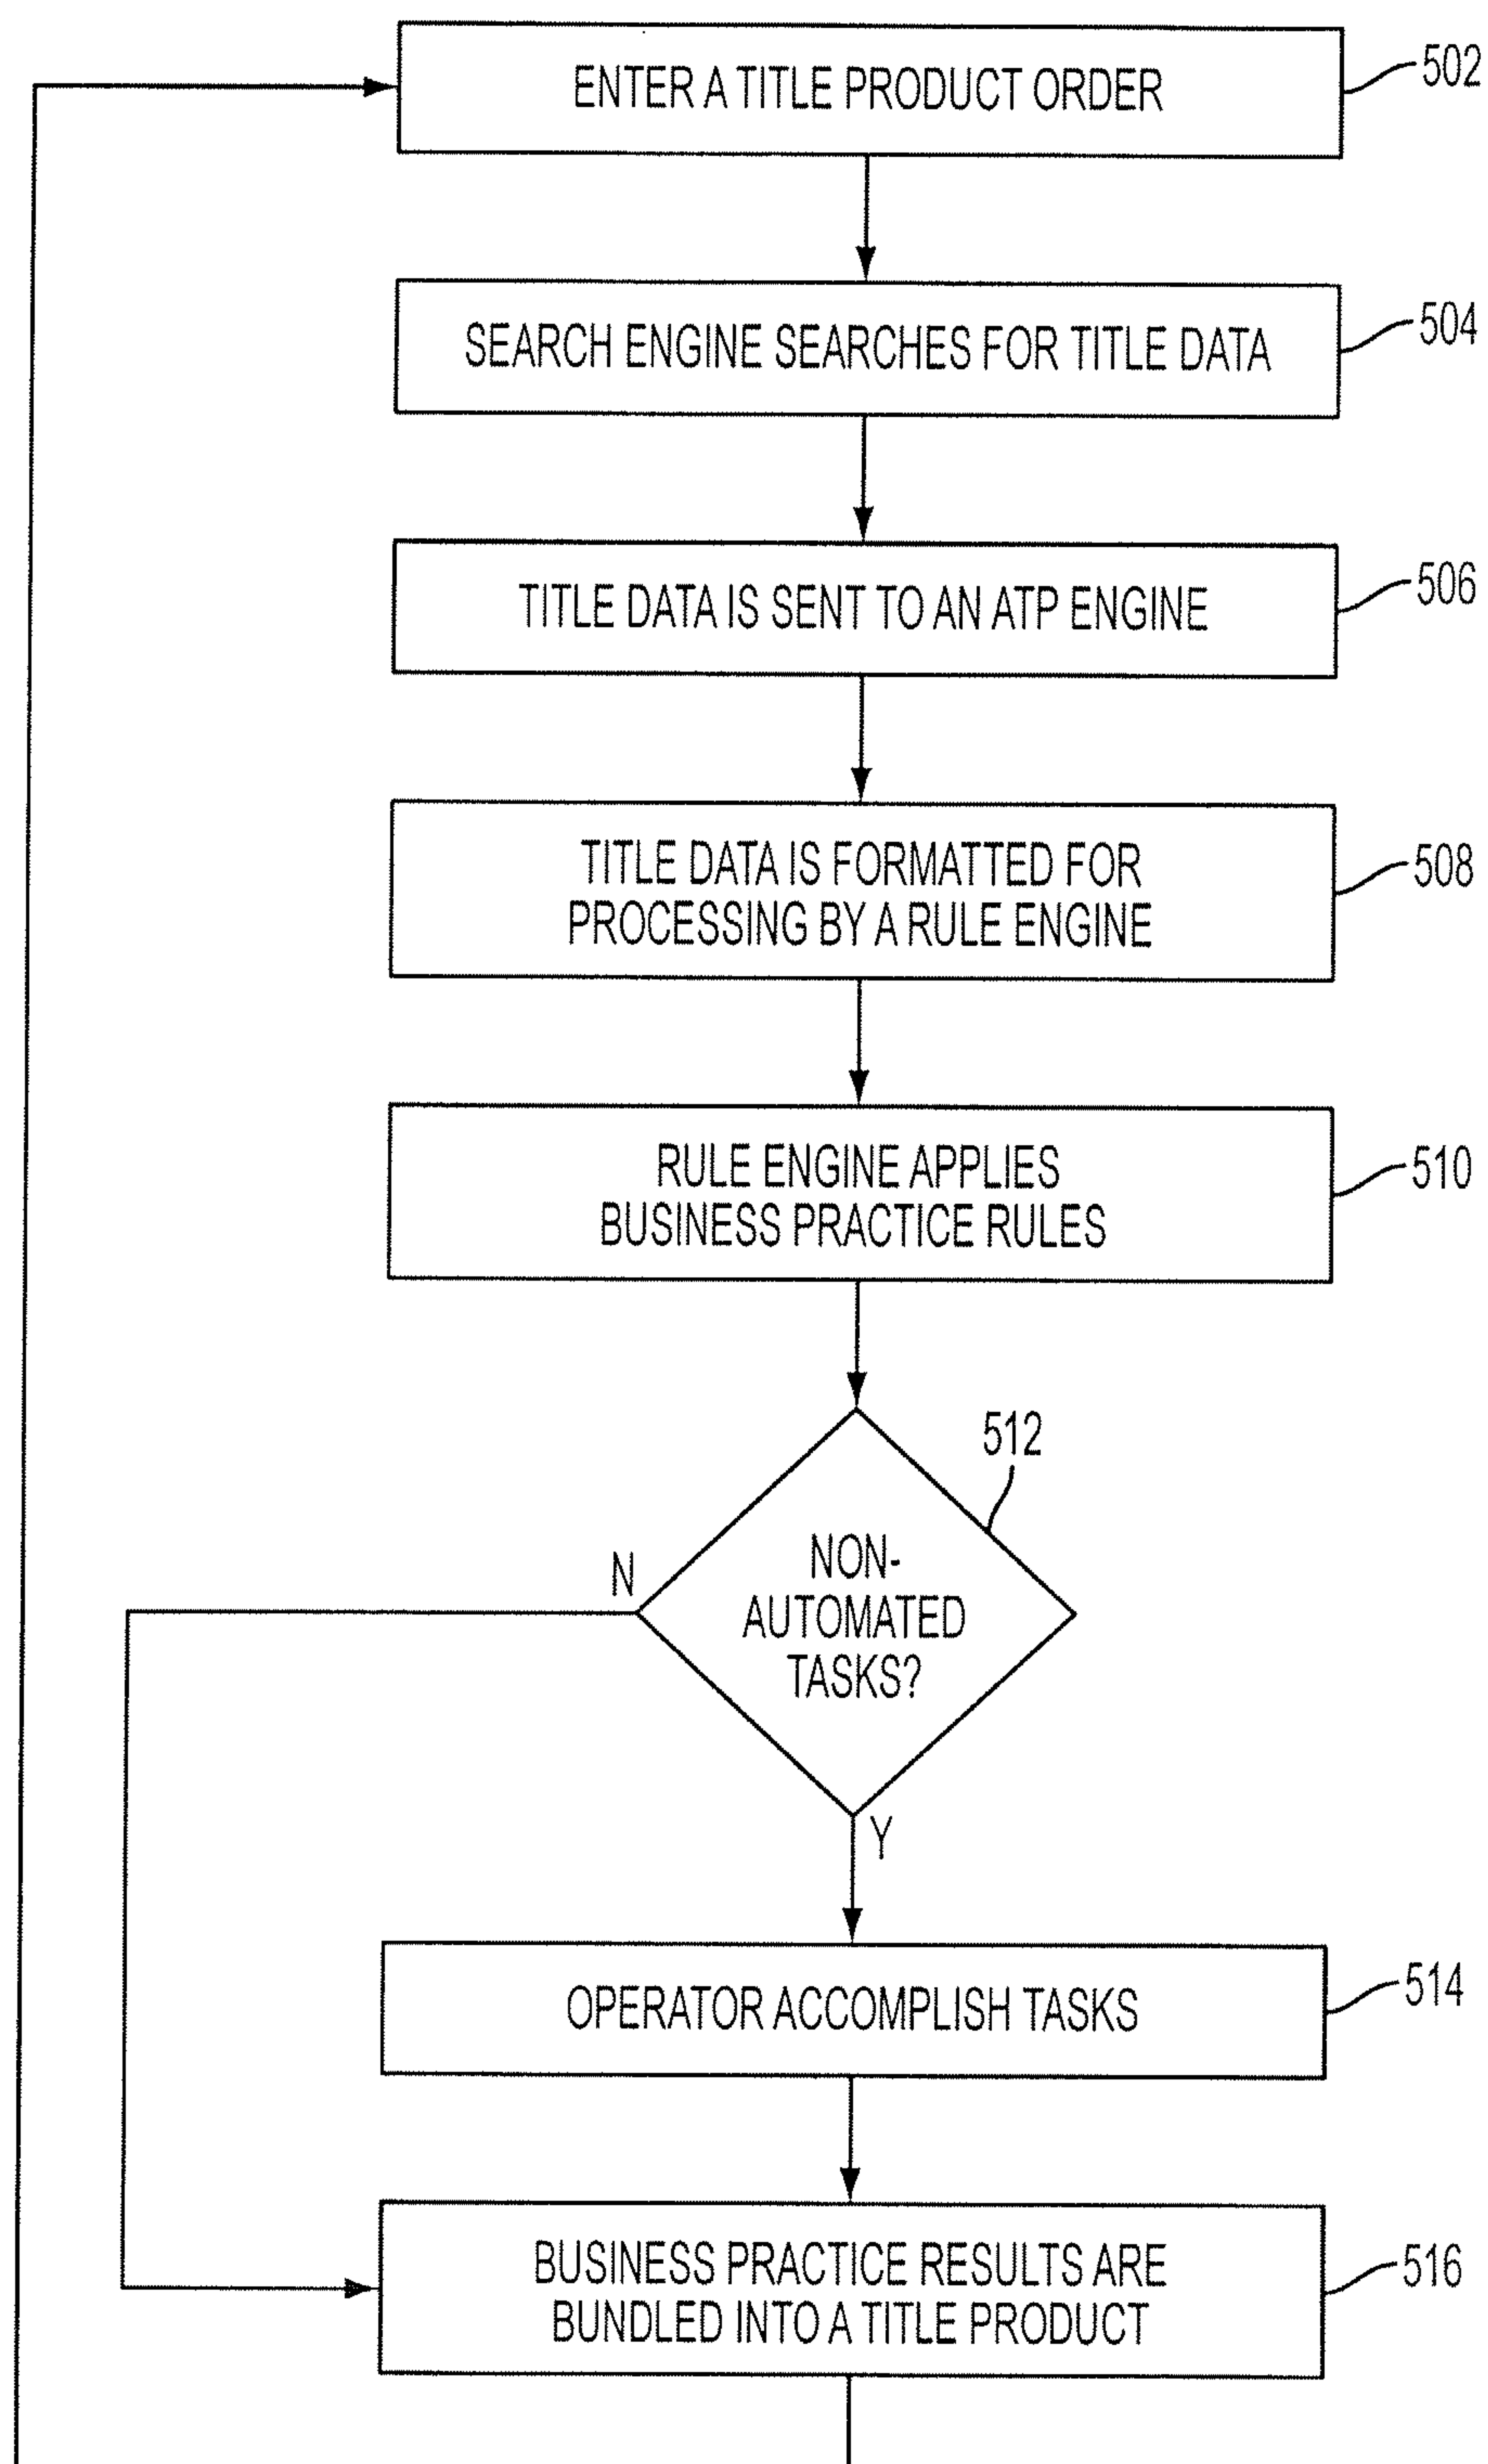 ENTER A TITLE PRODUCT ORDER
502
SEARCH ENGINE SEARCHES FOR TITLE DATA
504
TITLE DATA IS SENT TO AN ATP ENGINE
506
TITLE DATA IS FORMATTED FOR
PROCESSING BY A RULE ENGINE
508
RULE ENGINE APPLIES
BUSINESS PRACTICE RULES
510
512
NON-
AUTOMATED
TASKS?
N
Y
OPERATOR ACCOMPLISH TASKS
514
BUSINESS PRACTICE RESULTS ARE
BUNDLED INTO A TITLE PRODUCT
516